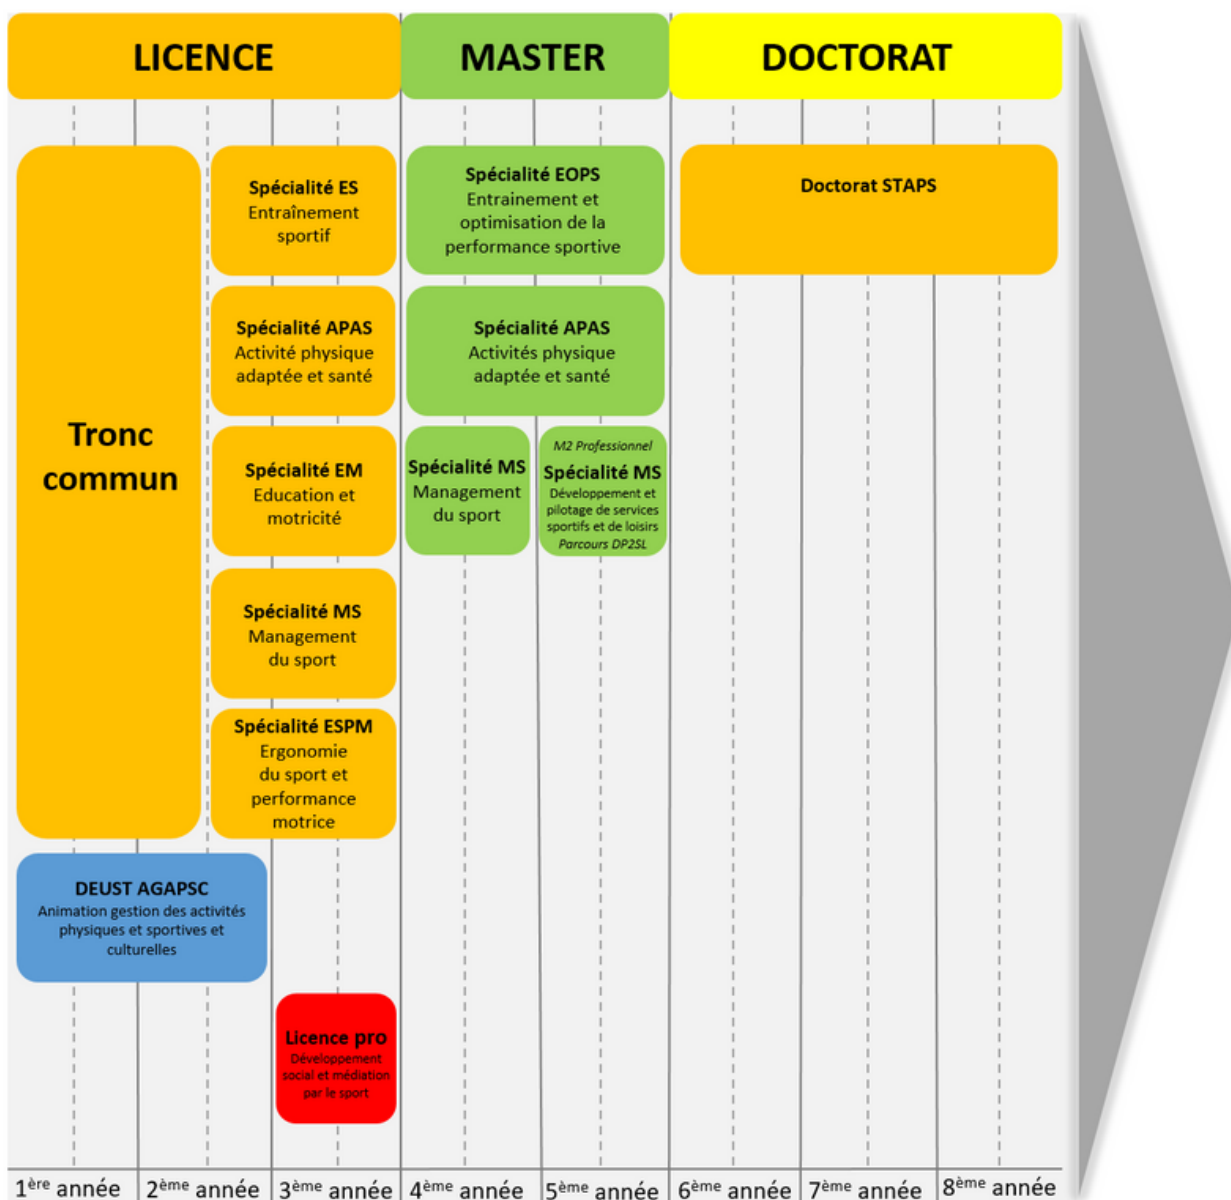 LICENCE
MASTER
DOCTORAT
Tronc
commun
Spécialité ES
Entraînement
sportif
Spécialité EOPS
Entrainement et
optimisation de la
performance sportive
Doctorat STAPS
Spécialité APAS
Activité physique
adaptée et santé
Spécialité APAS
Activités physique
adaptée et santé
Spécialité EM
Education et
motricité
Spécialité MS
Management
du sport
M2 Professionnel
Spécialité MS
Développement et
pilotage de services
sportifs et de loisirs
Parcours DP2SL
Spécialité MS
Management
du sport
Spécialité ESPM
Ergonomie
du sport et
performance
motrice
DEUST AGAPSC
Animation gestion des activités
physiques et sportives et
culturelles
Licence pro
Développement
social et médiation
par le sport
1ère année
2ème année
3ème année
4ème année
5ème année
6ème année
7ème année
8ème année